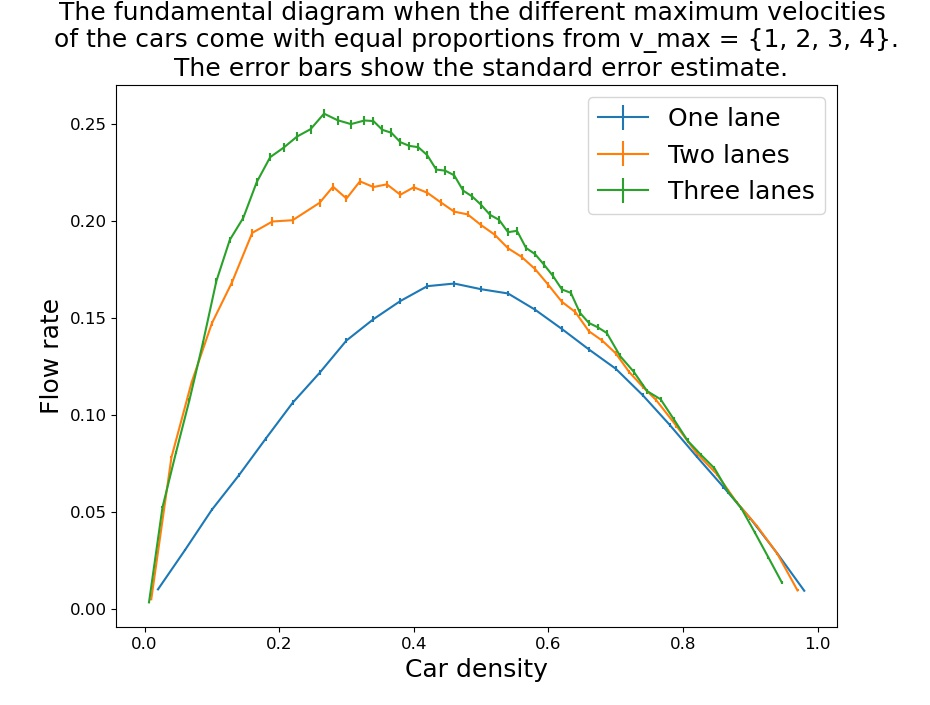 The fundamental diagram when the different maximum velocities
of the cars come with equal proportions from v_max = {1, 2, 3, 4}.
The error bars show the standard error estimate.
One lane
Two lanes
Three lanes
Flow rate
0.25
0.20
0.15
0.10
0.05
0.00
0.0 0.2 0.4 0.6 0.8 1.0
Car density